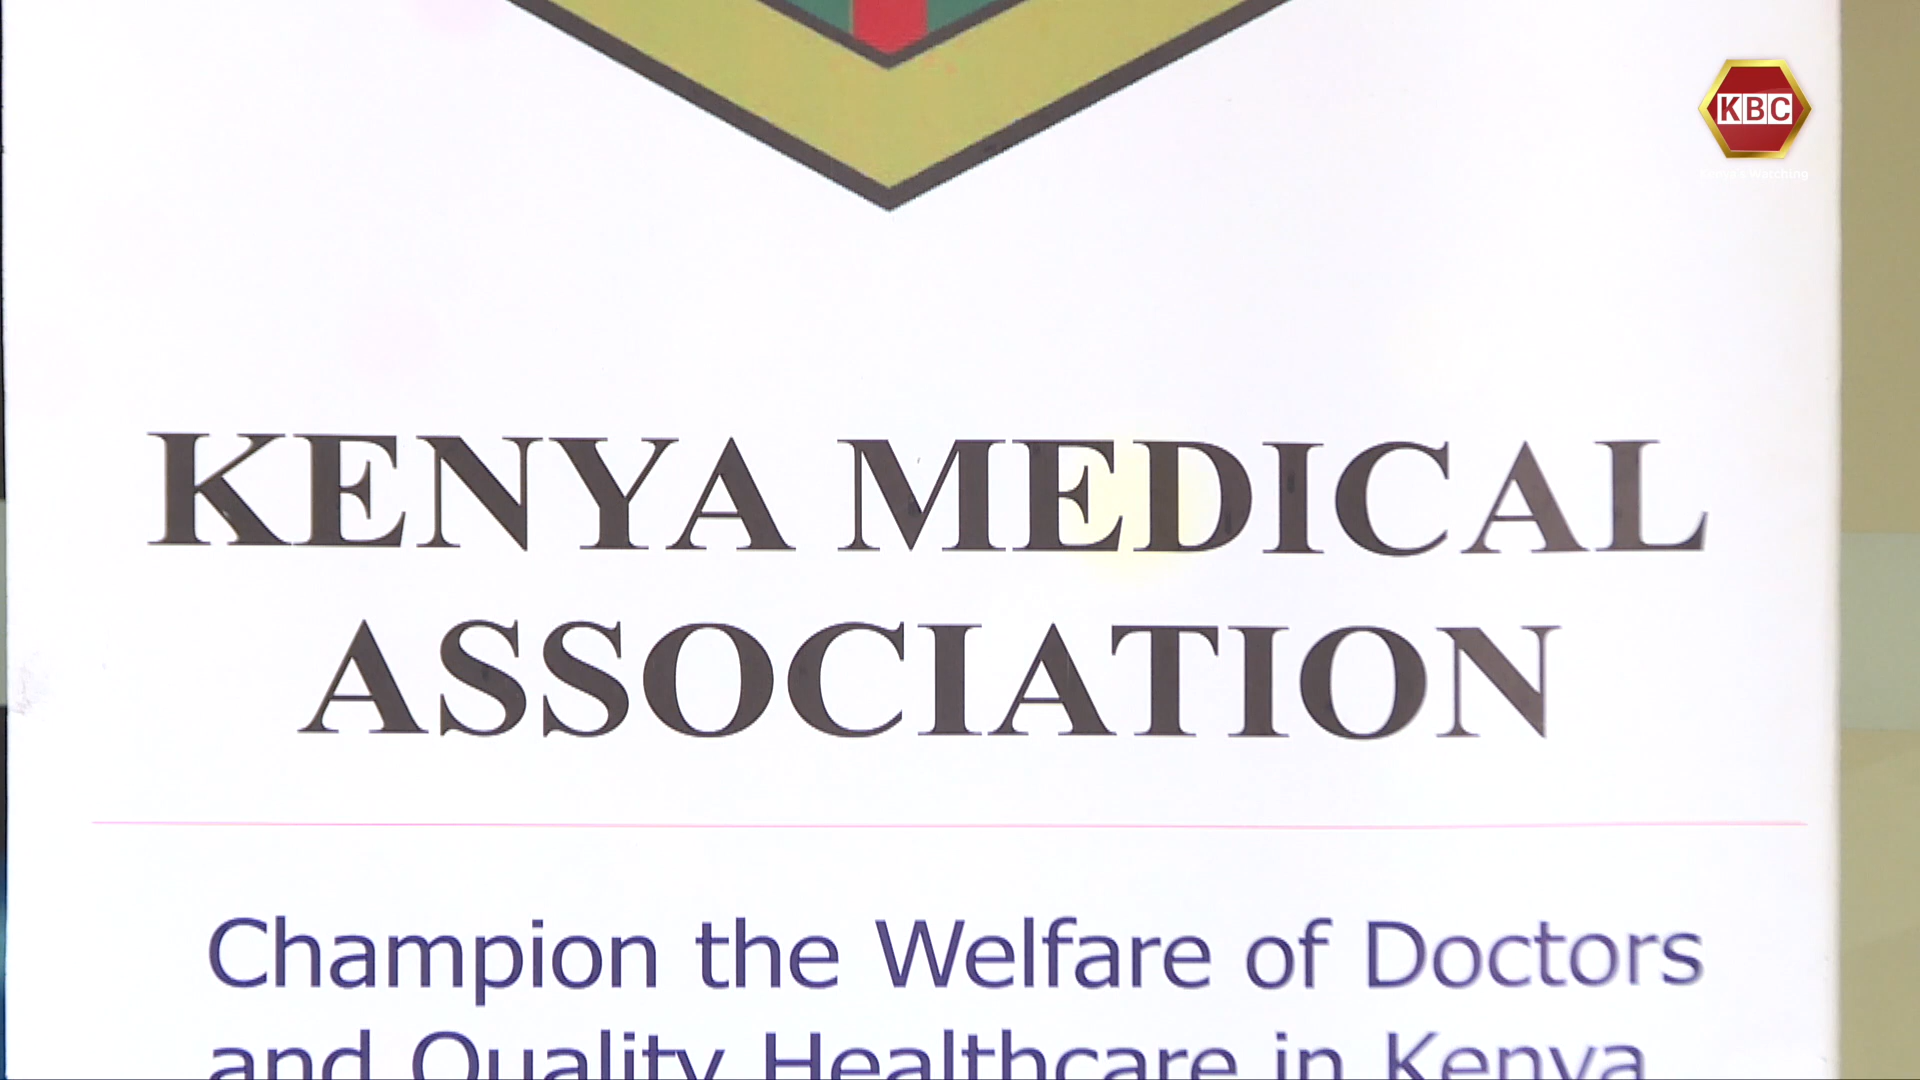 KBC
KENYA MEDICAL
ASSOCIATION
Champion the Welfare of Doctors
and Quality Healthcare in Kenya